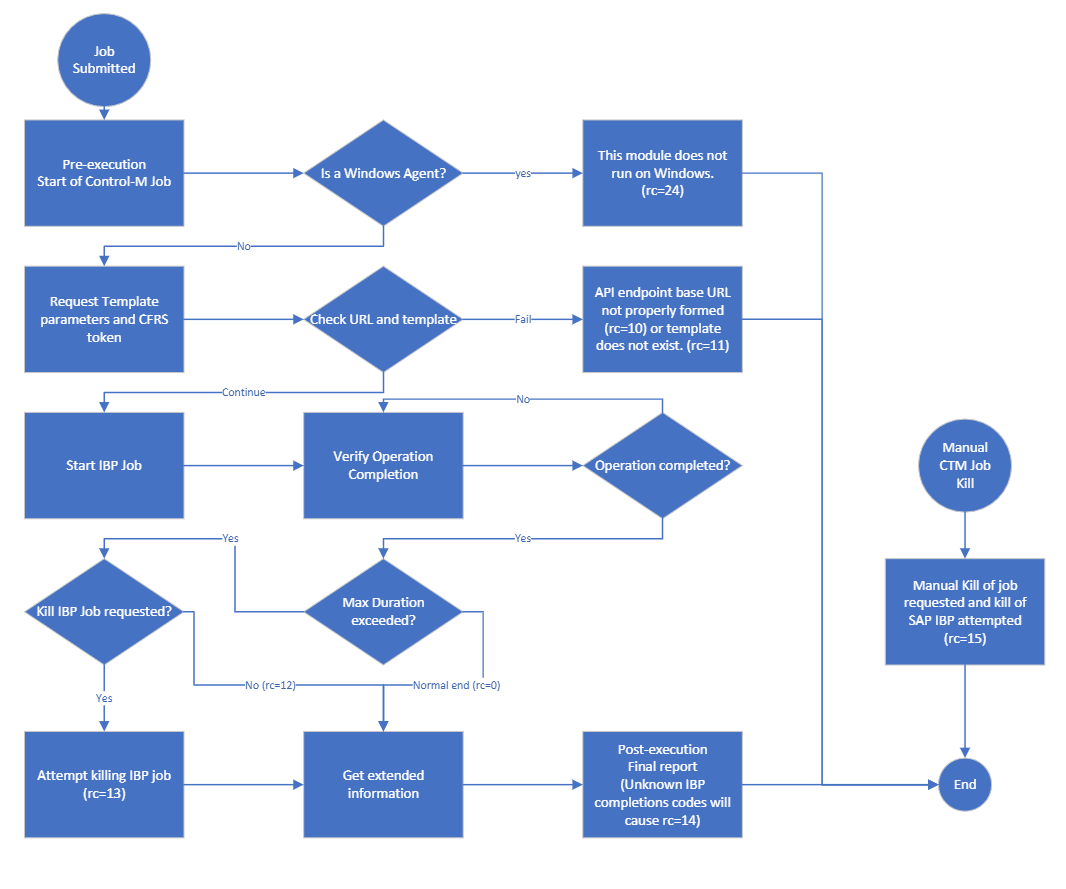 Job
Submitted
Pre-execution
Start of Control-M Job
Is a Windows Agent?
yes
This module does not
run on Windows.
(rc=24)
No
Request Template
parameters and CFRS
token
Check URL and template
Fail
API endpoint base URL
not properly formed
(rc=10) or template
does not exist. (rc=11)
Continue
No
Start IBP Job
Verify Operation
Completion
Operation completed?
Manual
CTM Job
Kill
Yes
Yes
Kill IBP Job requested?
Max Duration
exceeded?
Manual Kill of job
requested and kill of
SAP IBP attempted
(rc=15)
No (rc=12)
Normal end (rc=0)
Yes
Attempt killing IBP job
(rc=13)
Get extended
information
Post-execution
Final report
(Unknown IBP
completions codes will
cause rc=14)
End